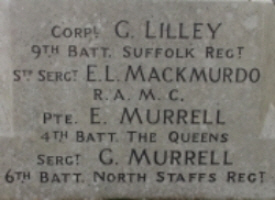 CORPL G. LILLEY
9TH BATT. SUFFOLK REGT
ST SERGT E.L. MACKMURDO
R.A.M.C.
PTE. E. MURRELL
4TH BATT. THE QUEENS
SERGT G. MURRELL
6TH BATT. NORTH STAFFS REGT